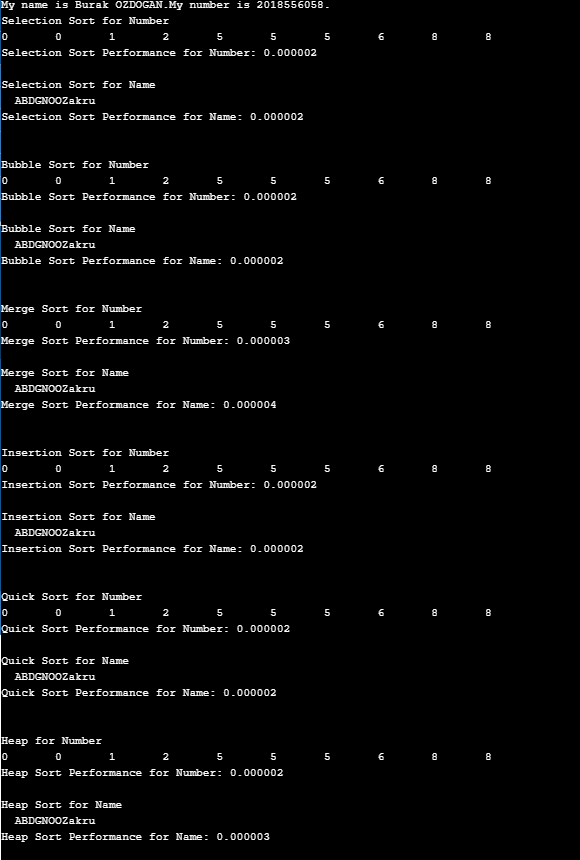 My name is Burak OZDOGAN.My number is 2018556058.
Selection Sort for Number
0 0 1 2 5 5 5 6 8 8
Selection Sort Performance for Number: 0.000002
Selection Sort for Name
ABDGNOOZakru
Selection Sort Performance for Name: 0.000002
Bubble Sort for Number
0 0 1 2 5 5 5 6 8 8
Bubble Sort Performance for Number: 0.000002
Bubble Sort for Name
ABDGNOOZakru
Bubble Sort Performance for Name: 0.000002
Merge Sort for Number
0 0 1 2 5 5 5 6 8 8
Merge Sort Performance for Number: 0.000003
Merge Sort for Name
ABDGNOOZakru
Merge Sort Performance for Name: 0.000004
Insertion Sort for Number
0 0 1 2 5 5 5 6 8 8
Insertion Sort Performance for Number: 0.000002
Insertion Sort for Name
ABDGNOOZakru
Insertion Sort Performance for Name: 0.000002
Quick Sort for Number
0 0 1 2 5 5 5 6 8 8
Quick Sort Performance for Number: 0.000002
Quick Sort for Name
ABDGNOOZakru
Quick Sort Performance for Name: 0.000002
Heap for Number
0 0 1 2 5 5 5 6 8 8
Heap Sort Performance for Number: 0.000002
Heap Sort for Name
ABDGNOOZakru
Heap Sort Performance for Name: 0.000003